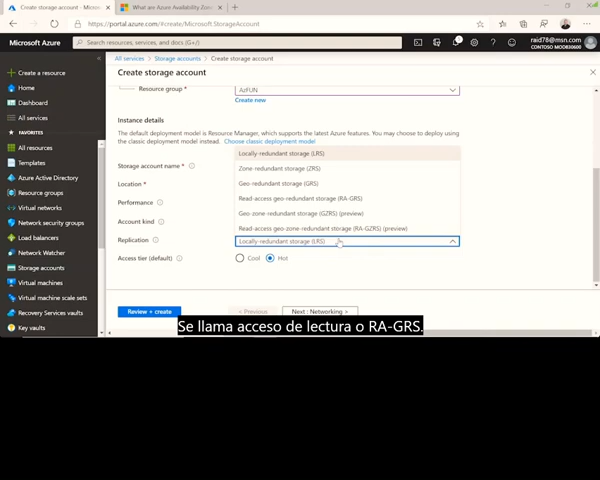 Create storage account - Micros
What are Azure Availability Zon
https://portal.azure.com/#create/Microsoft.StorageAccount
Microsoft Azure
Search resources, services, and docs (G+/)
raid78@msn.com
CONTOSO MOD830600
Create a resource
Home
Dashboard
All services
FAVORITES
All resources
Templates
Azure Active Directory
Resource groups
Virtual networks
Network security groups
Load balancers
Network Watcher
Storage accounts
Virtual machines
Virtual machine scale sets
Recovery Services vaults
Key vaults
All services > Storage accounts > Create storage account
Create storage account
Resource group *
AzFUN
Create new
Instance details
The default deployment model is Resource Manager, which supports the latest Azure features. You may choose to deploy using
the classic deployment model instead. Choose classic deployment model
Storage account name *
Location *
Performance
Account kind
Replication
Locally-redundant storage (LRS)
Zone-redundant storage (ZRS)
Geo-redundant storage (GRS)
Read-access geo-redundant storage (RA-GRS)
Geo-zone-redundant storage (GZRS) (preview)
Read-access geo-zone-redundant storage (RA-GZRS) (preview)
Locally-redundant storage (LRS)
Access tier (default)
Cool
Hot
Review + create
< Previous
Next : Networking >
Se llama acceso de lectura o RA-GRS.